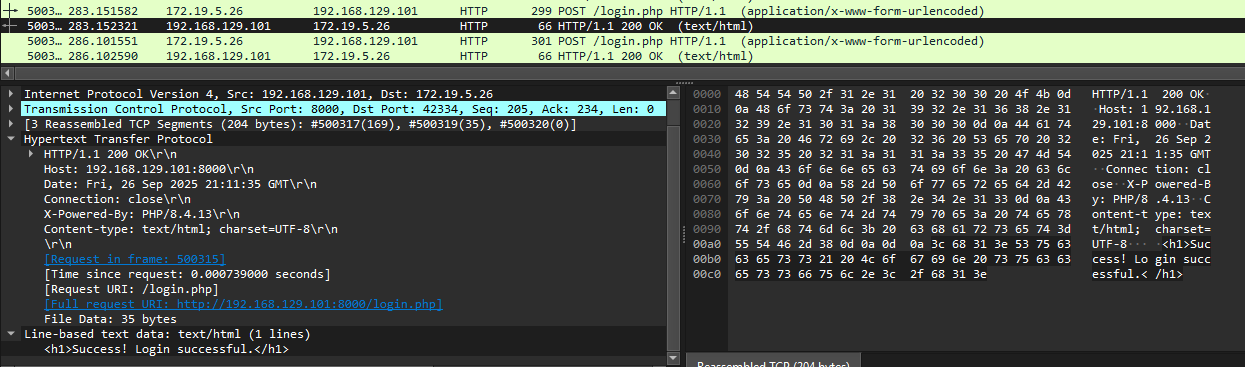 5003… 283.151582 172.19.5.26 192.168.129.101 HTTP 299 POST /login.php HTTP/1.1 (application/x-www-form-urlencoded)
5003… 283.152321 192.168.129.101 172.19.5.26 HTTP 66 HTTP/1.1 200 OK (text/html)
5003… 286.101551 172.19.5.26 192.168.129.101 HTTP 301 POST /login.php HTTP/1.1 (application/x-www-form-urlencoded)
5003… 286.102590 192.168.129.101 172.19.5.26 HTTP 66 HTTP/1.1 200 OK (text/html)
Internet Protocol Version 4, Src: 192.168.129.101, Dst: 172.19.5.26
Transmission Control Protocol, Src Port: 8000, Dst Port: 42334, Seq: 205, Ack: 234, Len: 0
[3 Reassembled TCP Segments (204 bytes): #500317(169), #500319(35), #500320(0)]
Hypertext Transfer Protocol
HTTP/1.1 200 OK\r\n
Host: 192.168.129.101:8000\r\n
Date: Fri, 26 Sep 2025 21:11:35 GMT\r\n
Connection: close\r\n
X-Powered-By: PHP/8.4.13\r\n
Content-type: text/html; charset=UTF-8\r\n
\r\n
[Request in frame: 500315]
[Time since request: 0.000739000 seconds]
[Request URI: /login.php]
[Full request URI: http://192.168.129.101:8000/login.php]
File Data: 35 bytes
Line-based text data: text/html (1 lines)
<h1>Success! Login successful.</h1>
0000 48 54 54 50 2f 31 2e 31 20 32 30 30 20 4f 4b 0d HTTP/1.1 200 OK·
0010 0a 48 6f 73 74 3a 20 31 39 32 2e 31 36 38 2e 31 ·Host: 1 92.168.1
0020 32 39 2e 31 30 31 3a 38 30 30 30 0d 0a 44 61 74 29.101:8 000··Dat
0030 65 3a 20 46 72 69 2c 20 32 36 20 53 65 70 20 32 e: Fri, 26 Sep 2
0040 30 32 35 20 32 31 3a 31 31 3a 33 35 20 47 4d 54 025 21:1 1:35 GMT
0050 0d 0a 43 6f 6e 6e 65 63 74 69 6f 6e 3a 20 63 6c ··Connec tion: cl
0060 6f 73 65 0d 0a 58 2d 50 6f 77 65 72 65 64 2d 42 ose··X-P owered-B
0070 79 3a 20 50 48 50 2f 38 2e 34 2e 31 33 0d 0a 43 y: PHP/8 .4.13··C
0080 6f 6e 74 65 6e 74 2d 74 79 70 65 3a 20 74 65 78 ontent-t ype: tex
0090 74 2f 68 74 6d 6c 3b 20 63 68 61 72 73 65 74 3d t/html; charset=
00a0 55 54 46 2d 38 0d 0a 0d 0a 3c 68 31 3e 53 75 63 UTF-8··· ·<h1>Suc
00b0 63 65 73 73 21 20 4c 6f 67 69 6e 20 73 75 63 63 cess! Lo gin succ
00c0 65 73 73 66 75 6c 2e 3c 2f 68 31 3e essful.< /h1>
Reassembled TCP (204 bytes)